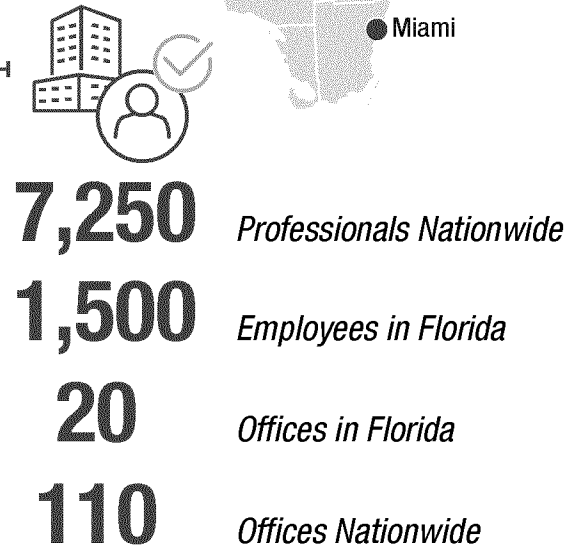 Miami
7,250 Professionals Nationwide
1,500 Employees in Florida
20 Offices in Florida
110 Offices Nationwide